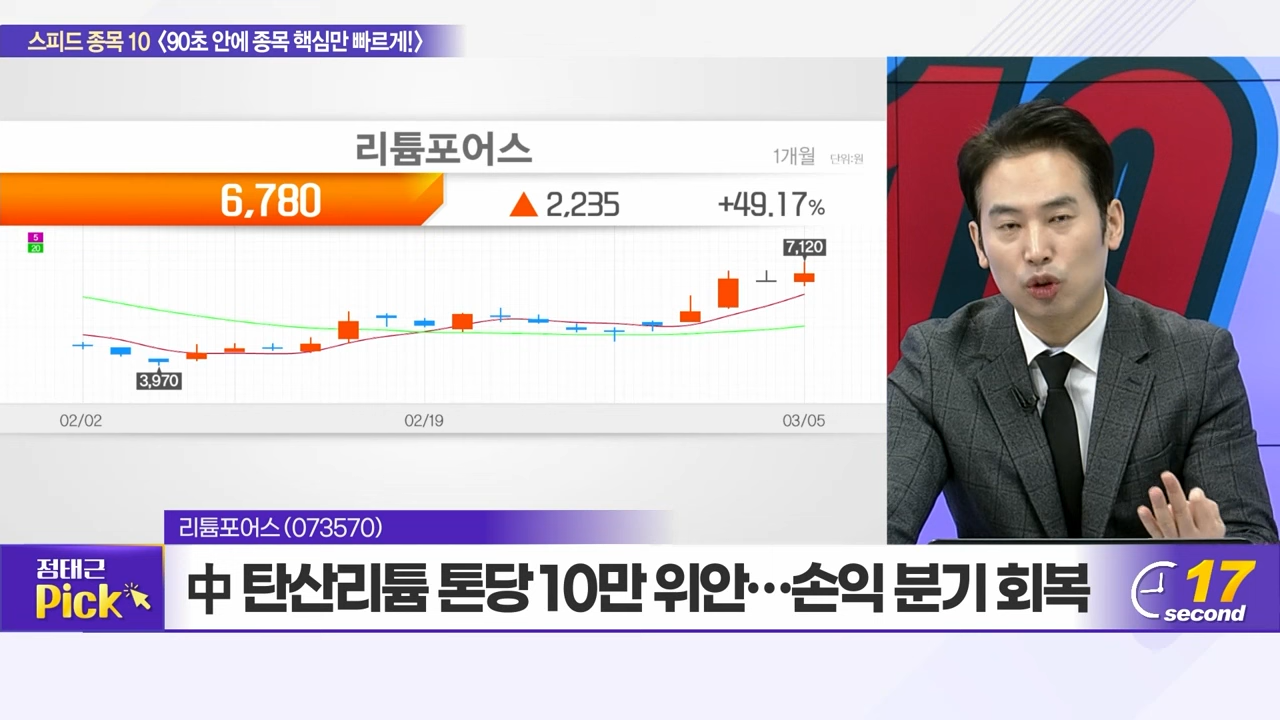 스피드 종목 10 〈90초 안에 종목 핵심만 빠르게!〉
리튬포어스
1개월 단위:원
6,780 ▲ 2,235 +49.17%
5
20
7,120
3,970
02/02 02/19 03/05
10
리튬포어스(073570)
정태근
Pick
中 탄산리튬 톤당 10만 위안…손익 분기 회복
17
second